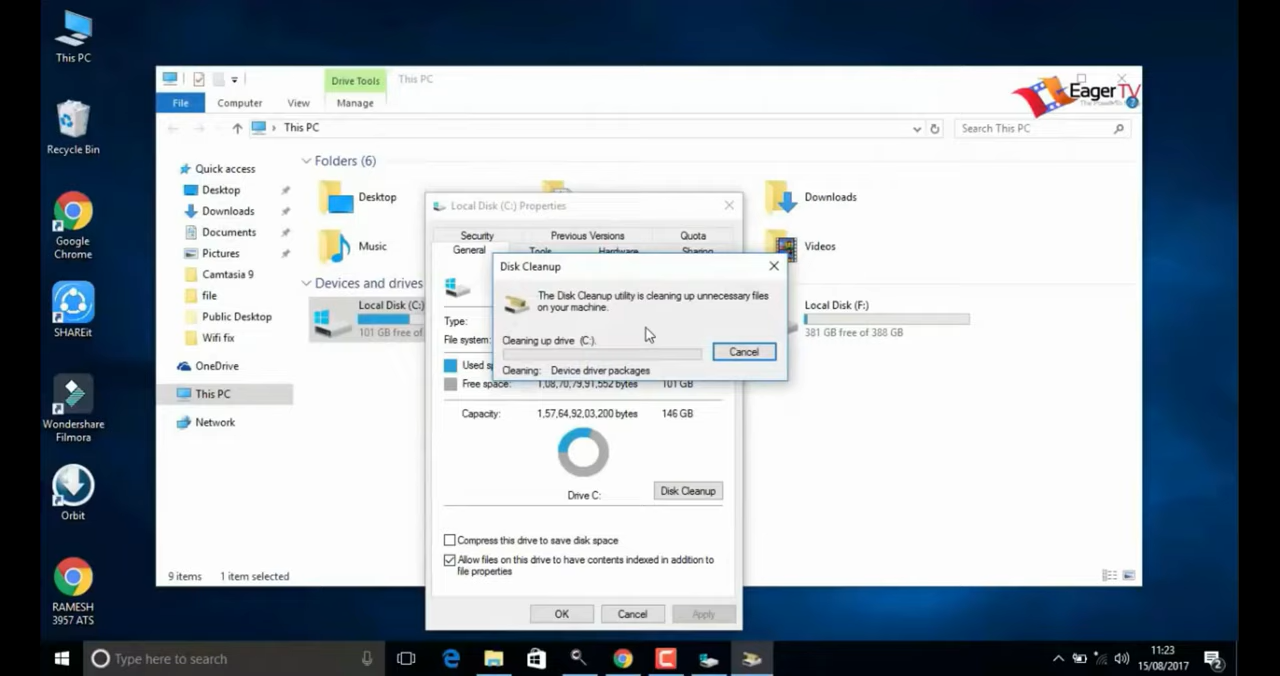 This PC
Recycle Bin
Google
Chrome
SHAREit
Wondershare
Filmora
Orbit
RAMESH
3957 ATS
Drive Tools
This PC
File
Computer
View
Manage
EagerTV
This PC
Search This PC
Quick access
Desktop
Downloads
Documents
Pictures
Camtasia 9
file
Public Desktop
Wifi fix
OneDrive
This PC
Network
Folders (6)
Desktop
Downloads
Music
Videos
Devices and drives
Local Disk (C:)
101 GB free of
Local Disk (F:)
381 GB free of 388 GB
9 items
1 item selected
Local Disk (C:) Properties
Security
Previous Versions
Quota
General
Tools
Hardware
Sharing
Type:
File system:
Used s
Free space:
1,08,70,79,91,552 bytes
101 GB
Capacity:
1,57,64,92,03,200 bytes
146 GB
Drive C:
Disk Cleanup
Compress this drive to save disk space
Allow files on this drive to have contents indexed in addition to
file properties
OK
Cancel
Apply
Disk Cleanup
The Disk Cleanup utility is cleaning up unnecessary files
on your machine.
Cleaning up drive (C:).
Cancel
Cleaning: Device driver packages
Type here to search
11:23
15/08/2017
2